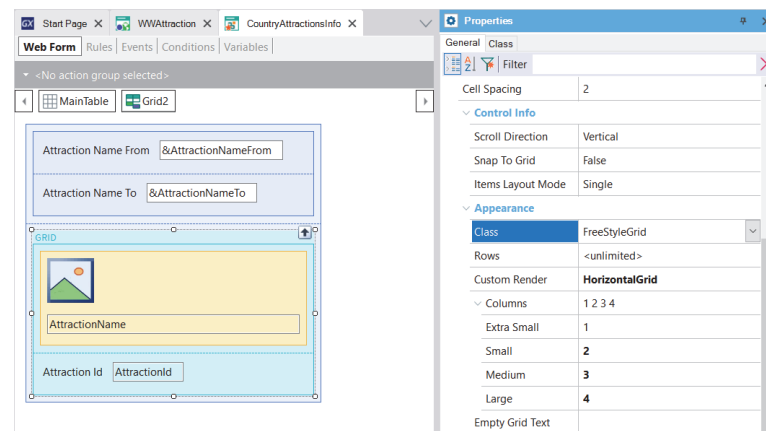 GX Start Page X WWAttraction X CountryAttractionsInfo X
Web Form Rules Events Conditions Variables
<No action group selected>
MainTable Grid2
Attraction Name From &AttractionNameFrom
Attraction Name To &AttractionNameTo
GRID
AttractionName
Attraction Id AttractionId
Properties
General Class
Filter
Cell Spacing 2
Control Info
Scroll Direction Vertical
Snap To Grid False
Items Layout Mode Single
Appearance
Class FreeStyleGrid
Rows <unlimited>
Custom Render HorizontalGrid
Columns 1 2 3 4
Extra Small 1
Small 2
Medium 3
Large 4
Empty Grid Text